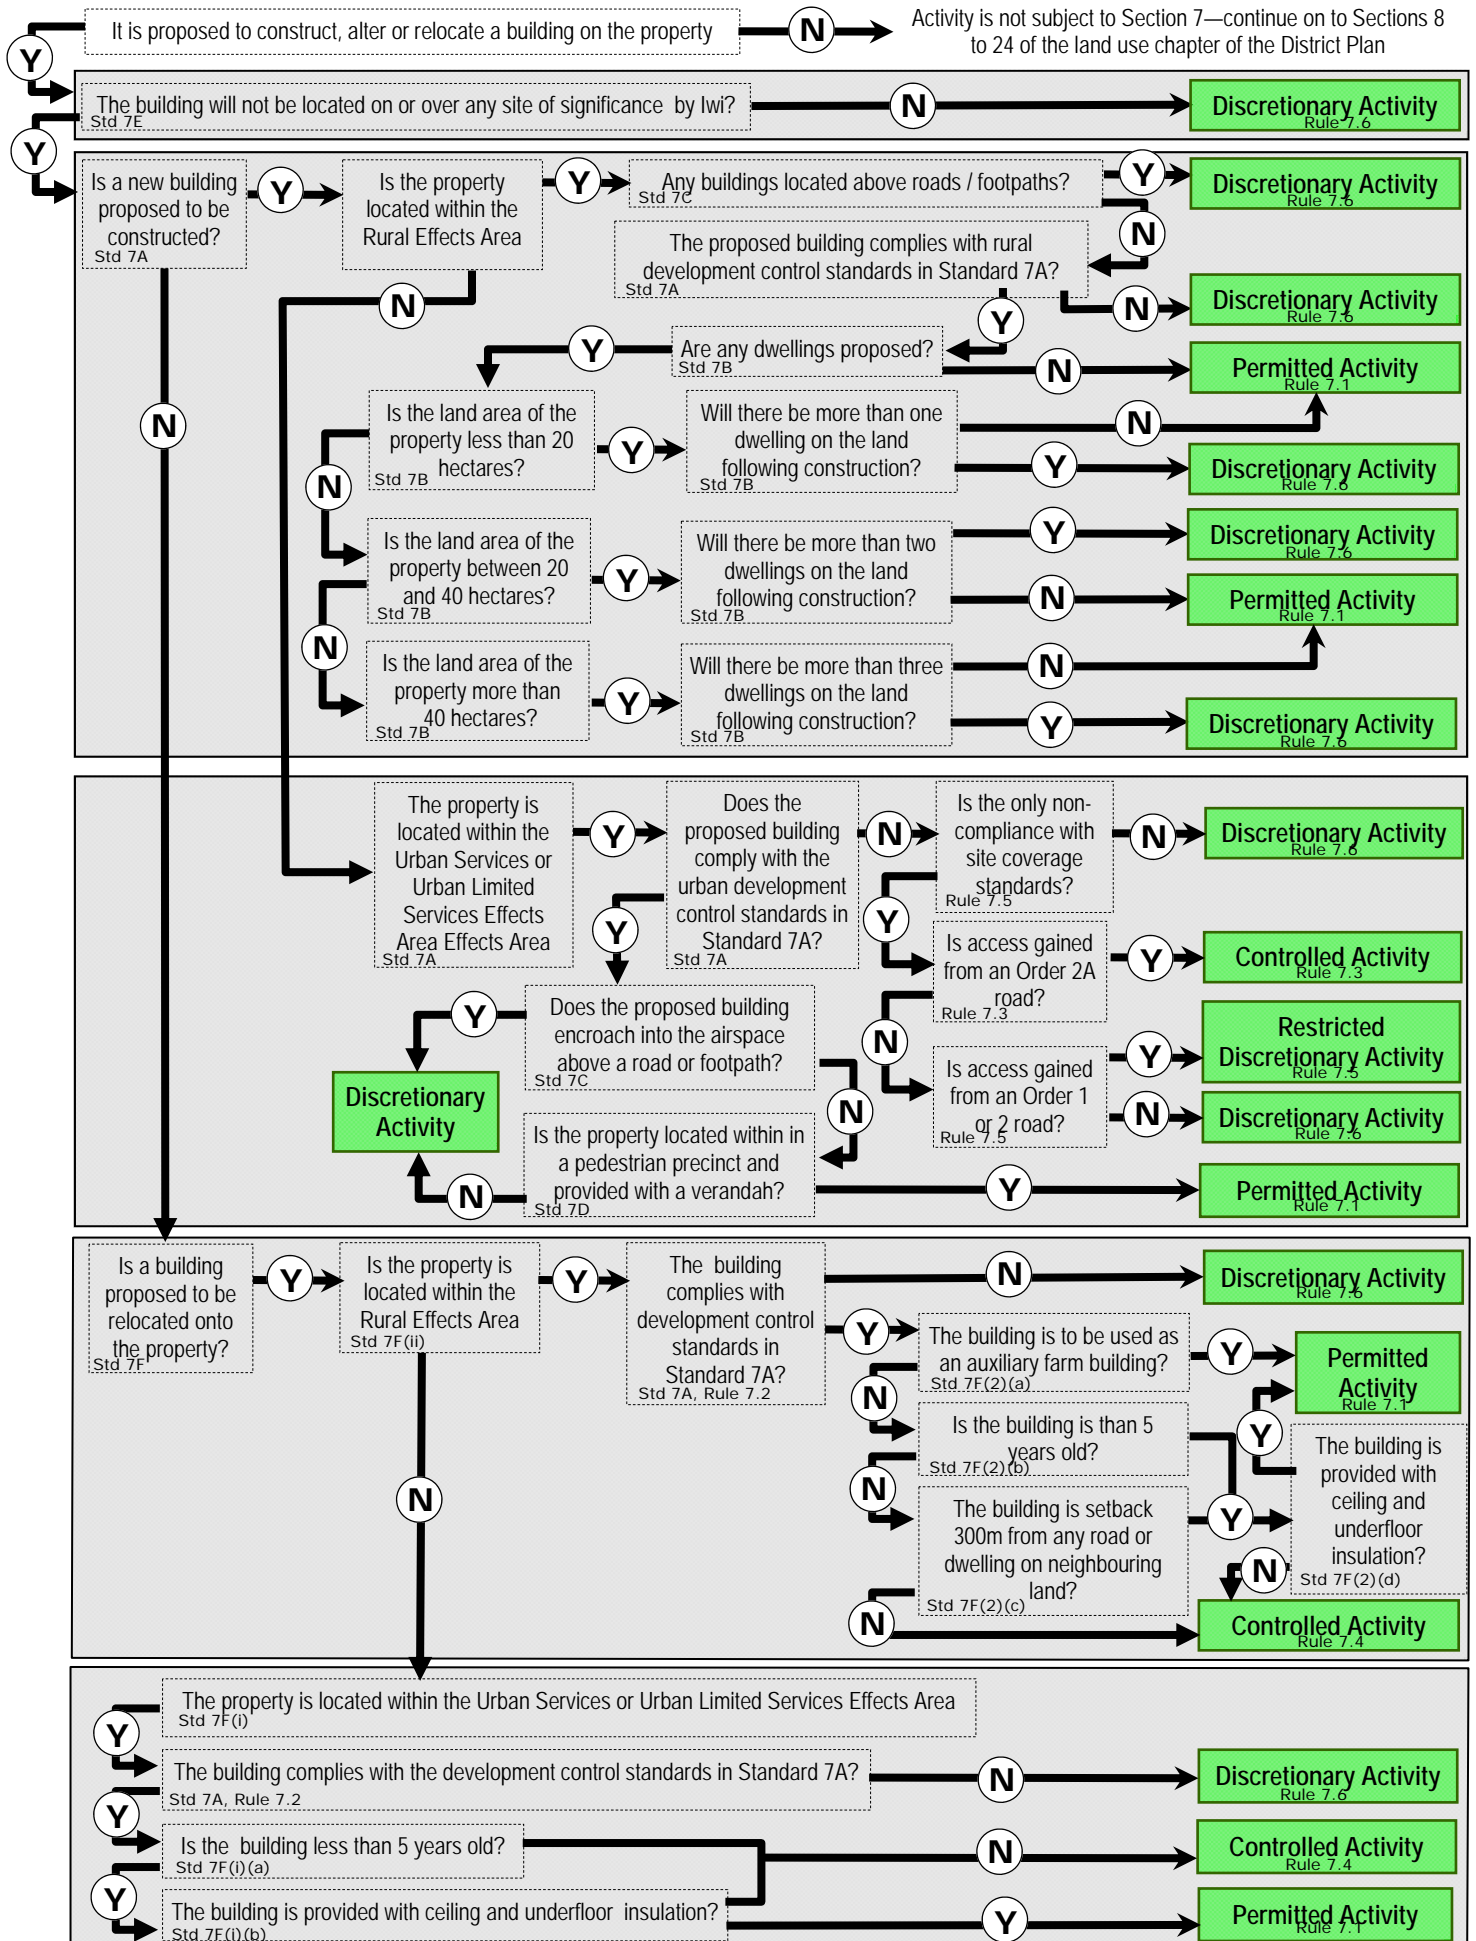 It is proposed to construct, alter or relocate a building on the property
N
Activity is not subject to Section 7—continue on to Sections 8
to 24 of the land use chapter of the District Plan
Y
The building will not be located on or over any site of significance by Iwi?
Std 7E
N
Discretionary Activity
Rule 7.6
Y
Is a new building
proposed to be
constructed?
Std 7A
Y
Is the property
located within the
Rural Effects Area
Y
Any buildings located above roads / footpaths?
Std 7C
Y
Discretionary Activity
Rule 7.6
N
The proposed building complies with rural
development control standards in Standard 7A?
Std 7A
N
Discretionary Activity
Rule 7.6
N
Y
Y
Are any dwellings proposed?
Std 7B
N
Permitted Activity
Rule 7.1
N
Is the land area of the
property less than 20
hectares?
Std 7B
Y
Will there be more than one
dwelling on the land
following construction?
Std 7B
N
Y
Discretionary Activity
Rule 7.6
N
Is the land area of the
property between 20
and 40 hectares?
Std 7B
Y
Will there be more than two
dwellings on the land
following construction?
Std 7B
Y
Discretionary Activity
Rule 7.6
N
Permitted Activity
Rule 7.1
N
Is the land area of the
property more than
40 hectares?
Std 7B
Y
Will there be more than three
dwellings on the land
following construction?
Std 7B
N
Y
Discretionary Activity
Rule 7.6
The property is
located within the
Urban Services or
Urban Limited
Services Effects
Area Effects Area
Std 7A
Y
Does the
proposed building
comply with the
urban development
control standards in
Standard 7A?
Std 7A
N
Is the only non-
compliance with
site coverage
standards?
Rule 7.5
N
Discretionary Activity
Rule 7.6
Y
Y
Is access gained
from an Order 2A
road?
Rule 7.3
Y
Controlled Activity
Rule 7.3
Y
Does the proposed building
encroach into the airspace
above a road or footpath?
Std 7C
N
Is access gained
from an Order 1
or 2 road?
Rule 7.5
Y
Restricted
Discretionary Activity
Rule 7.5
N
Discretionary Activity
Rule 7.6
Discretionary
Activity
N
Is the property located within in
a pedestrian precinct and
provided with a verandah?
Std 7D
N
Y
Permitted Activity
Rule 7.1
Is a building
proposed to be
relocated onto
the property?
Std 7F
Y
Is the property is
located within the
Rural Effects Area
Std 7F(ii)
Y
The building
complies with
development control
standards in
Standard 7A?
Std 7A, Rule 7.2
N
Discretionary Activity
Rule 7.6
Y
The building is to be used as
an auxiliary farm building?
Std 7F(2)(a)
Y
Permitted
Activity
Rule 7.1
N
Is the building is than 5
years old?
Std 7F(2)(b)
Y
The building is
provided with
ceiling and
underfloor
insulation?
Std 7F(2)(d)
N
N
The building is setback
300m from any road or
dwelling on neighbouring
land?
Std 7F(2)(c)
Y
N
N
Controlled Activity
Rule 7.4
The property is located within the Urban Services or Urban Limited Services Effects Area
Std 7F(i)
Y
The building complies with the development control standards in Standard 7A?
Std 7A, Rule 7.2
N
Discretionary Activity
Rule 7.6
Y
Is the building less than 5 years old?
Std 7F(i)(a)
N
Controlled Activity
Rule 7.4
Y
The building is provided with ceiling and underfloor insulation?
Std 7F(i)(b)
Y
Permitted Activity
Rule 7.1